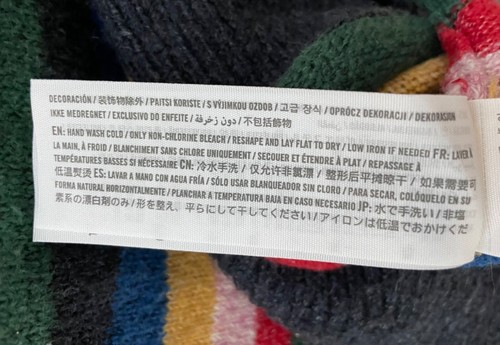 DECORACIÓN / 装饰物除外 / PAITSI KORISTE / S VÝJIMKOU OZDOB / 고급 장식 / OPRÓCZ DEKORACJI / DEKORASJON
IKKE MEDREGNET / EXCLUSIVO DO ENFEITE / دون زخرفة / 不包括飾物
EN: HAND WASH COLD / ONLY NON-CHLORINE BLEACH / RESHAPE AND LAY FLAT TO DRY / LOW IRON IF NEEDED FR: LAVER À
LA MAIN, À FROID / BLANCHIMENT SANS CHLORE UNIQUEMENT / SECOUER ET ÉTENDRE À PLAT / REPASSAGE À
TEMPÉRATURES BASSES SI NÉCESSAIRE CN: 冷水手洗 / 仅允许非氯漂 / 整形后平摊晾干 / 如果需要可
低温熨烫 ES: LAVAR A MANO CON AGUA FRÍA / SÓLO USAR BLANQUEADOR SIN CLORO / PARA SECAR, COLÓQUELO EN SU
FORMA NATURAL HORIZONTALMENTE / PLANCHAR A TEMPERATURA BAJA EN CASO NECESARIO JP: 水で手洗い / 非塩
素系の漂白剤のみ / 形を整え、平らにして干してください / アイロンは低温でおかけくだ